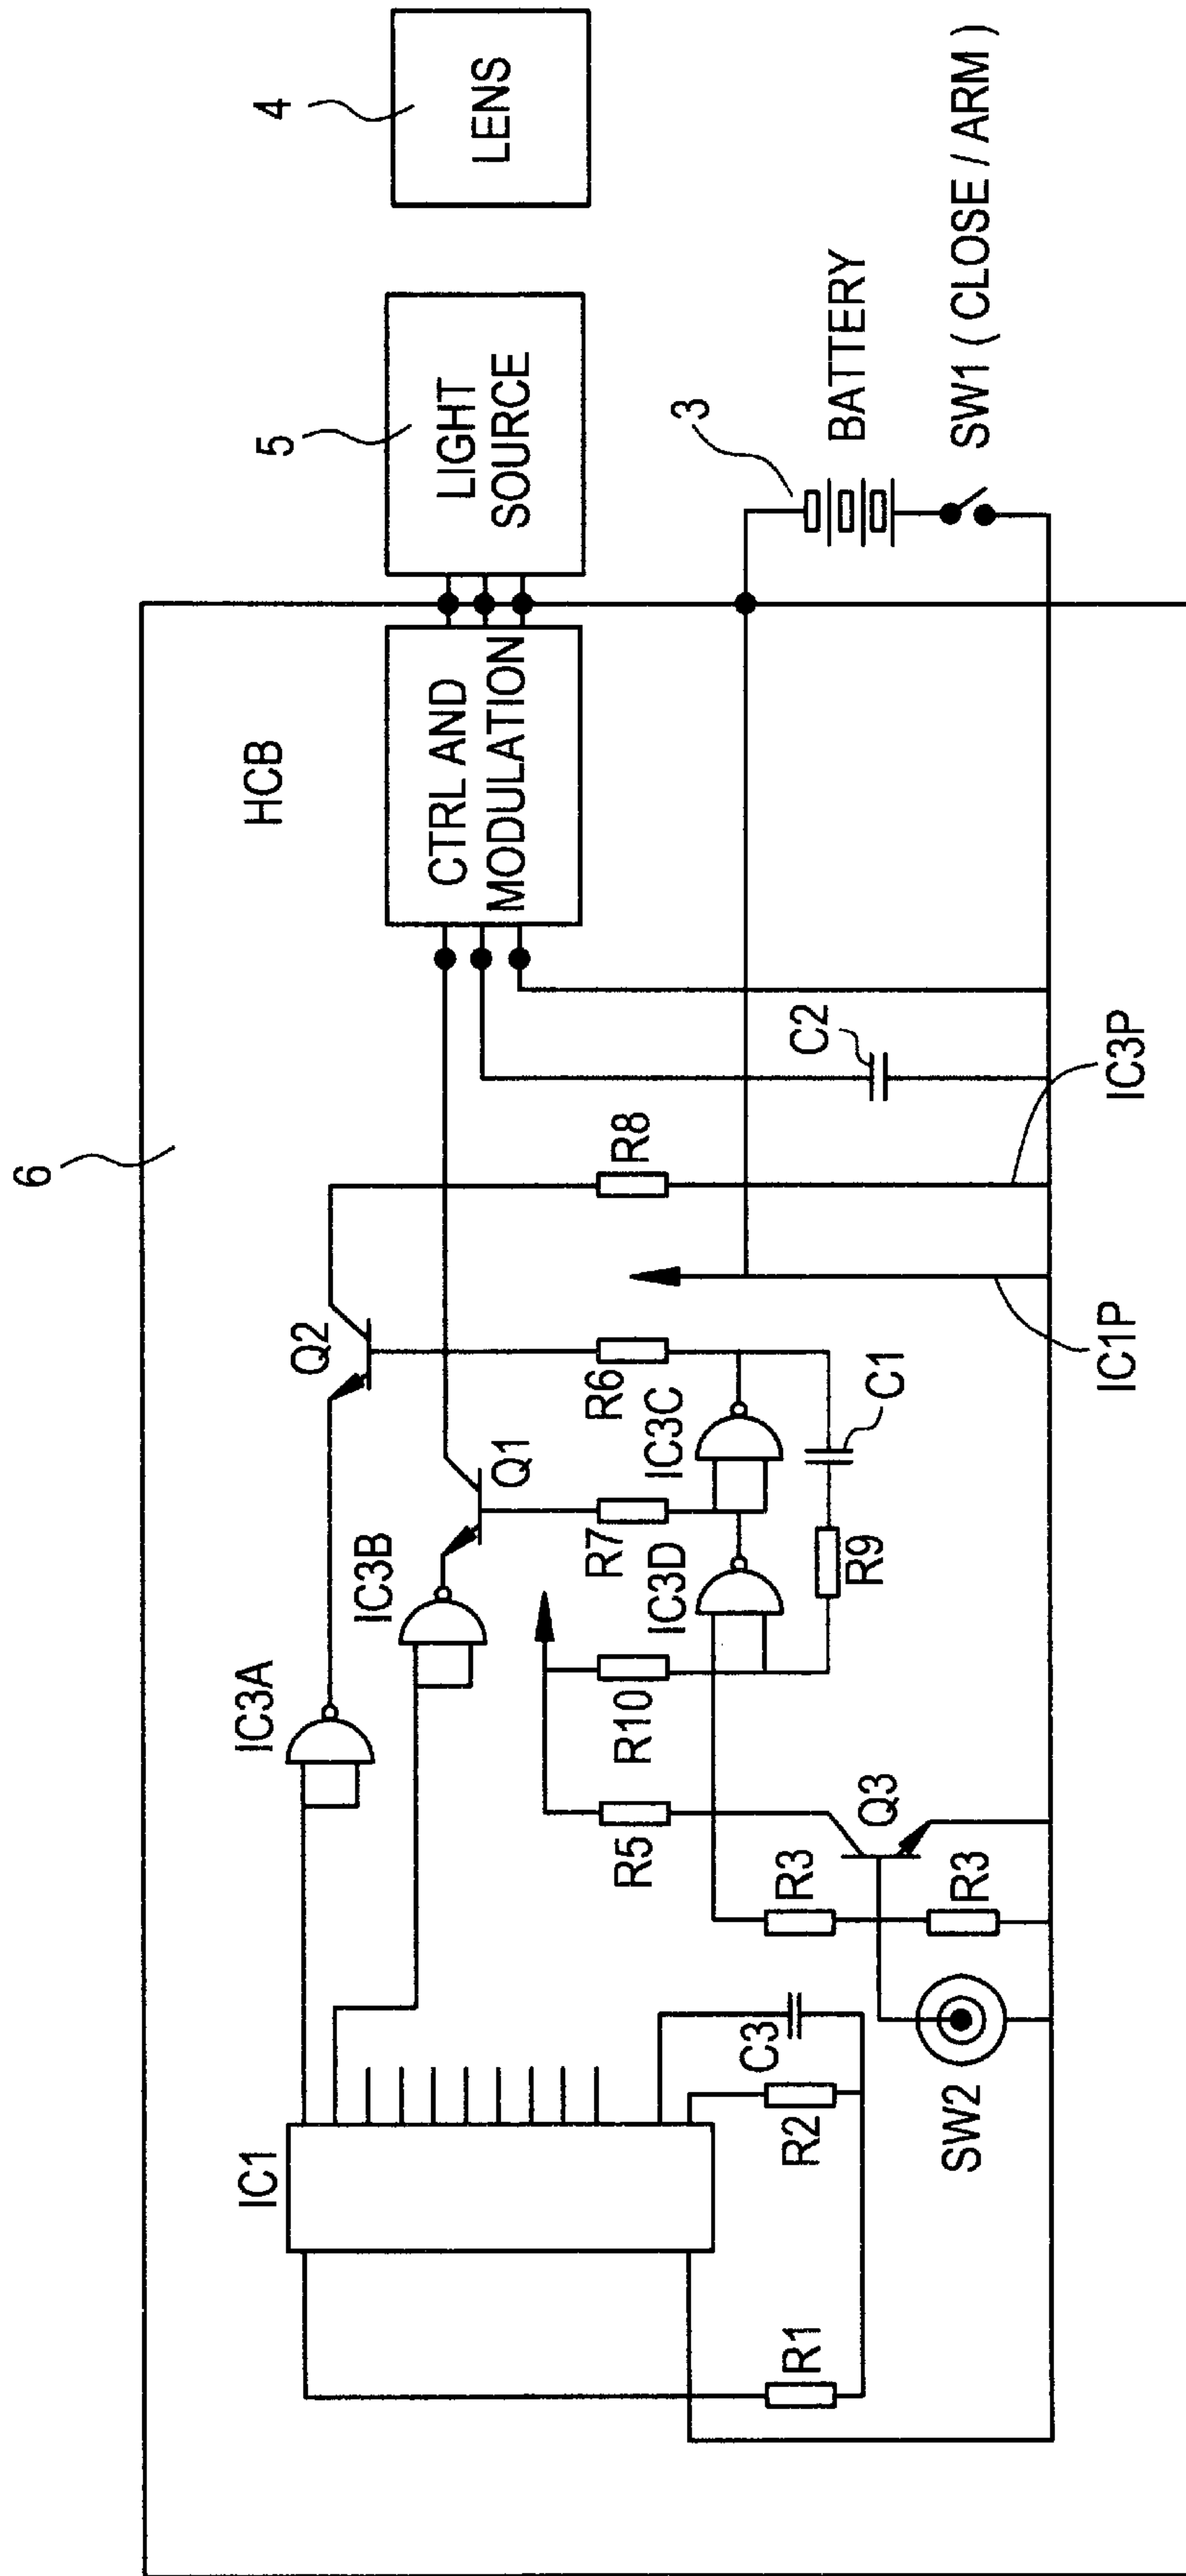 6
HCB
4
LENS
5
LIGHT
SOURCE
CTRL AND
MODULATION
3
BATTERY
SW1 ( CLOSE / ARM )
C2
IC3P
R8
IC1P
Q2
R6
IC3C
C1
Q1
IC3B
R7
IC3D
R9
IC3A
R10
R5
Q3
R3
R3
IC1
C3
R2
SW2
R1